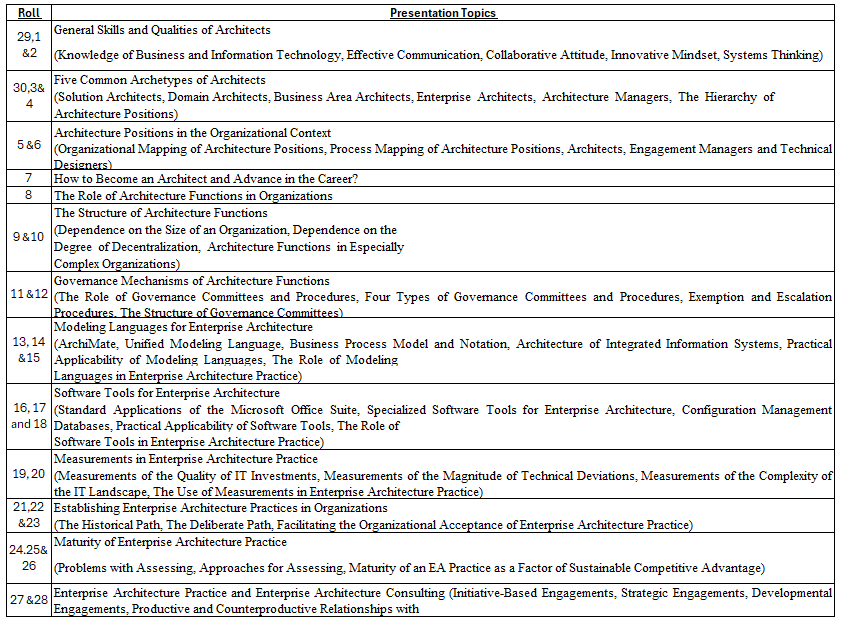 Roll Presentation Topics
29,1 General Skills and Qualities of Architects
&2 (Knowledge of Business and Information Technology, Effective Communication, Collaborative Attitude, Innovative Mindset, Systems Thinking)
30,3& Five Common Archetypes of Architects
4 (Solution Architects, Domain Architects, Business Area Architects, Enterprise Architects, Architecture Managers, The Hierarchy of
Architecture Positions)
5 &6 Architecture Positions in the Organizational Context
(Organizational Mapping of Architecture Positions, Process Mapping of Architecture Positions, Architects, Engagement Managers and Technical
Designers)
7 How to Become an Architect and Advance in the Career?
8 The Role of Architecture Functions in Organizations
9 &10 The Structure of Architecture Functions
(Dependence on the Size of an Organization, Dependence on the
Degree of Decentralization, Architecture Functions in Especially
Complex Organizations)
11 &12 Governance Mechanisms of Architecture Functions
(The Role of Governance Committees and Procedures, Four Types of Governance Committees and Procedures, Exemption and Escalation
Procedures, The Structure of Governance Committees)
13, 14 Modeling Languages for Enterprise Architecture
&15 (ArchiMate, Unified Modeling Language, Business Process Model and Notation, Architecture of Integrated Information Systems, Practical
Applicability of Modeling Languages, The Role of Modeling
Languages in Enterprise Architecture Practice)
16, 17 Software Tools for Enterprise Architecture
and 18 (Standard Applications of the Microsoft Office Suite, Specialized Software Tools for Enterprise Architecture, Configuration Management
Databases, Practical Applicability of Software Tools, The Role of
Software Tools in Enterprise Architecture Practice)
19, 20 Measurements in Enterprise Architecture Practice
(Measurements of the Quality of IT Investments, Measurements of the Magnitude of Technical Deviations, Measurements of the Complexity of
the IT Landscape, The Use of Measurements in Enterprise Architecture Practice)
21,22 Establishing Enterprise Architecture Practices in Organizations
&23 (The Historical Path, The Deliberate Path, Facilitating the Organizational Acceptance of Enterprise Architecture Practice)
24.25& Maturity of Enterprise Architecture Practice
26 (Problems with Assessing, Approaches for Assessing, Maturity of an EA Practice as a Factor of Sustainable Competitive Advantage)
27 &28 Enterprise Architecture Practice and Enterprise Architecture Consulting (Initiative-Based Engagements, Strategic Engagements, Developmental
Engagements, Productive and Counterproductive Relationships with